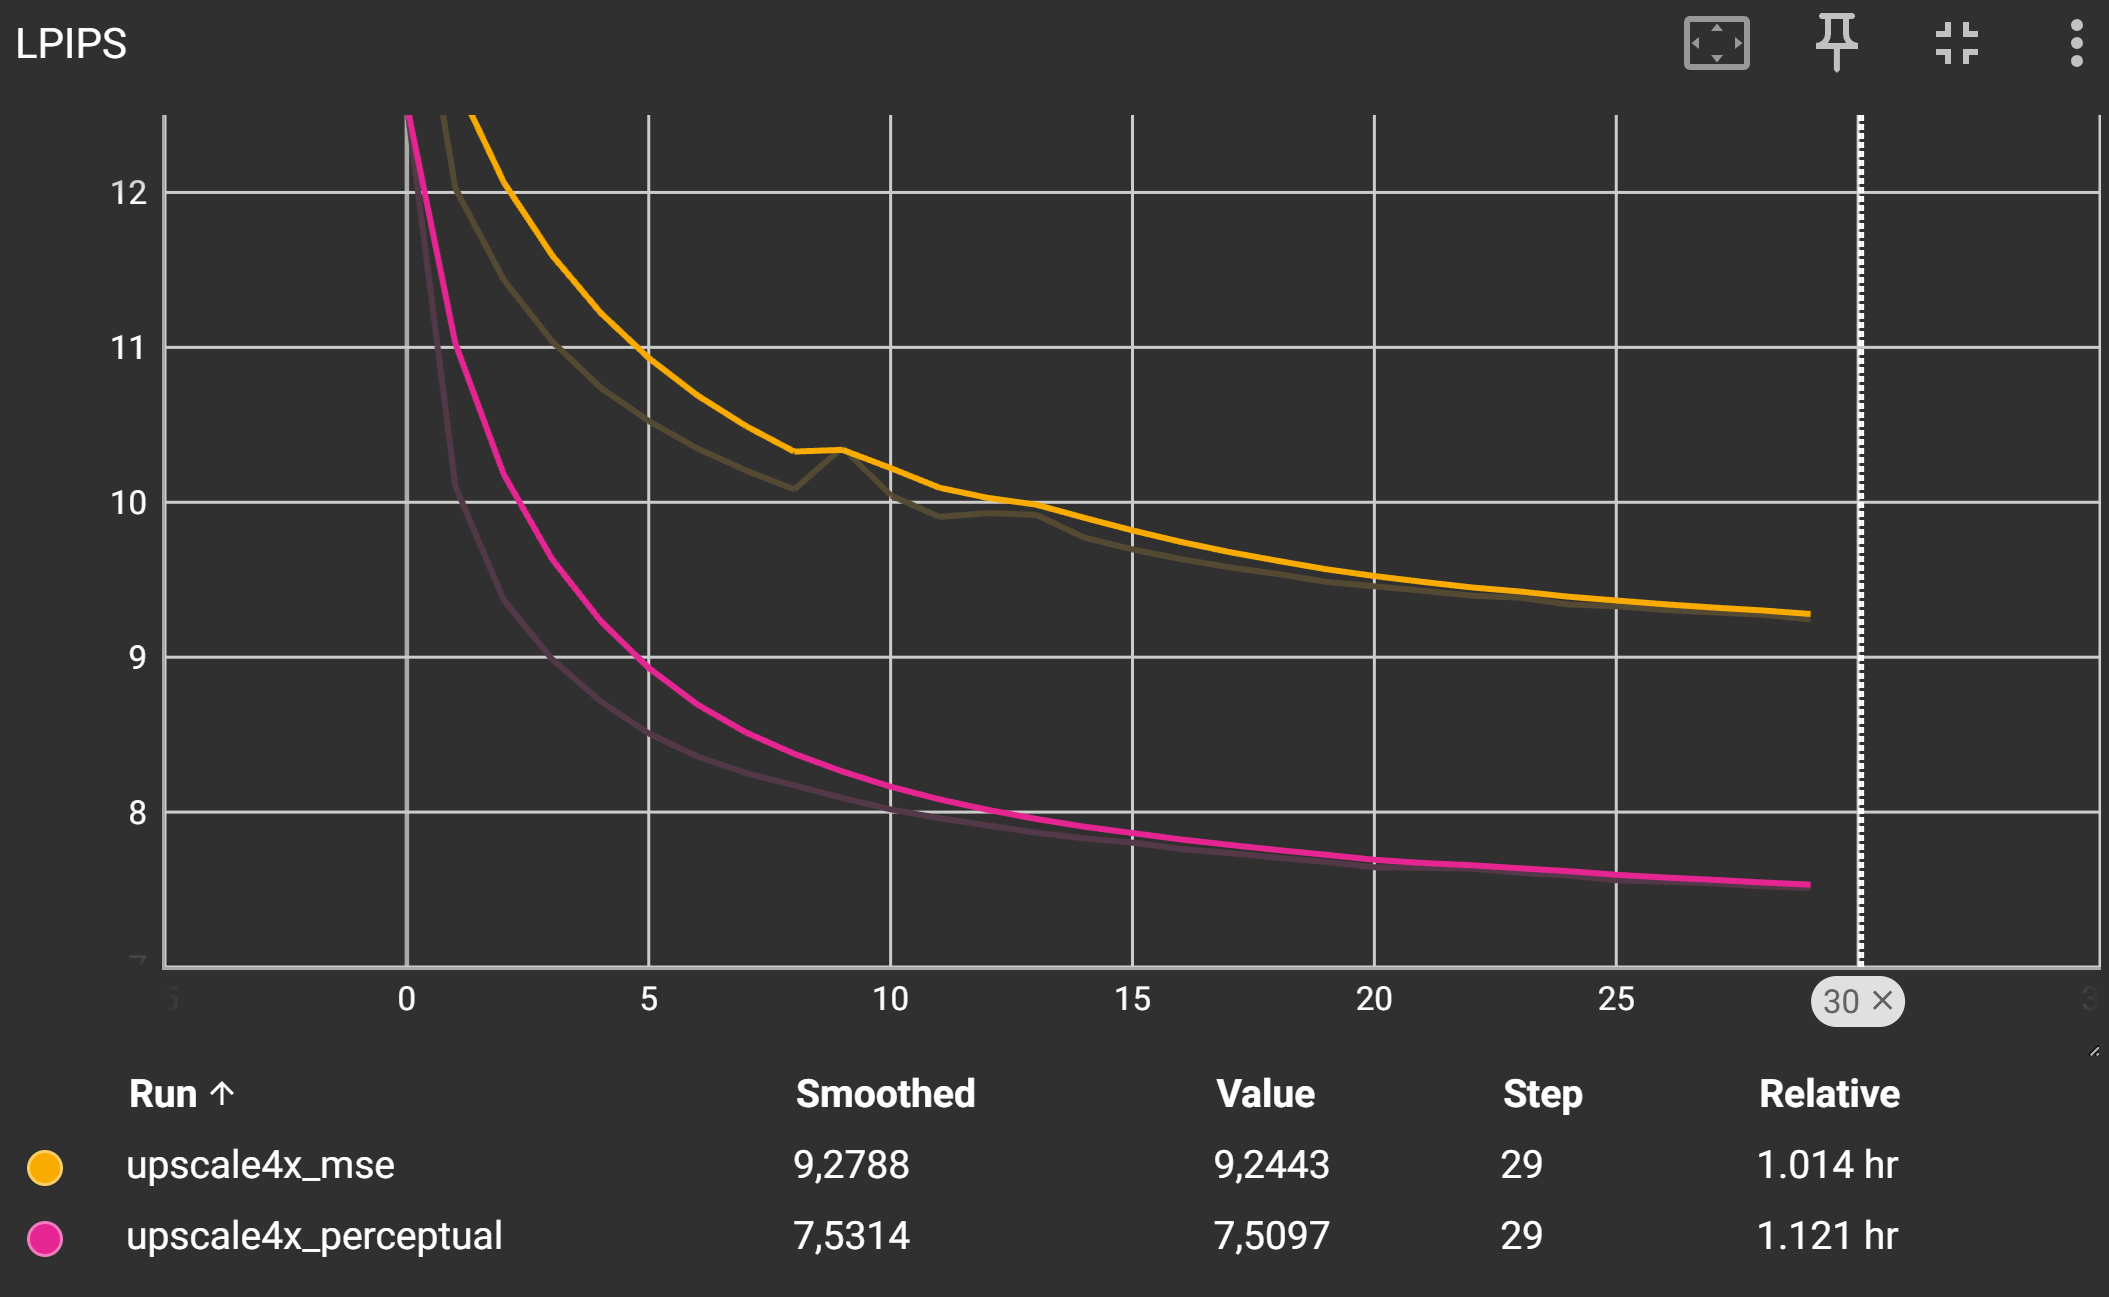 LPIPS
12
11
10
9
8
7
0 5 10 15 20 25 30
Run Smoothed Value Step Relative
upscale4x_mse 9,2788 9,2443 29 1.014 hr
upscale4x_perceptual 7,5314 7,5097 29 1.121 hr